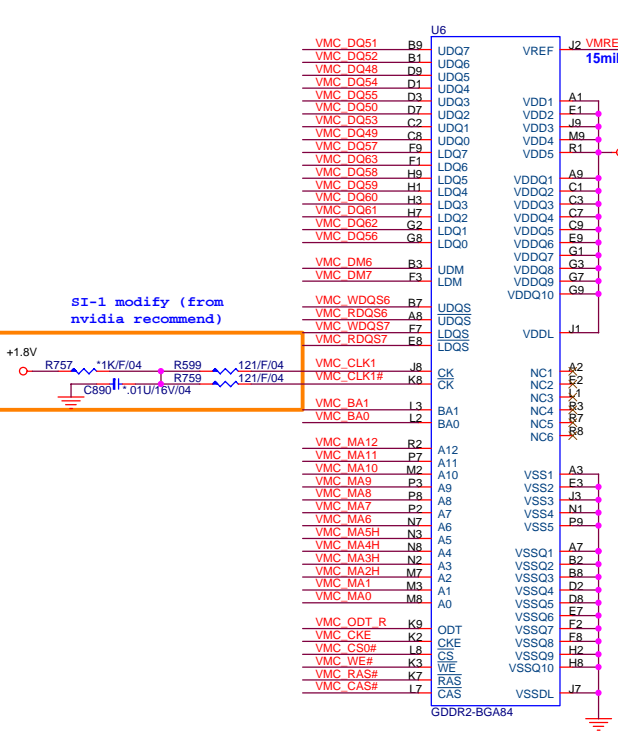 U6
VMC_DQ51 B9 UDQ7 VREF J2 VMRE
VMC_DQ52 B1 UDQ6 15mil
VMC_DQ48 D9 UDQ5
VMC_DQ54 D1 UDQ4
VMC_DQ55 D3 UDQ3 VDD1 A1
VMC_DQ50 D7 UDQ2 VDD2 E1
VMC_DQ53 C2 UDQ1 VDD3 J9
VMC_DQ49 C8 UDQ0 VDD4 M9
VMC_DQ57 F9 LDQ7 VDD5 R1
VMC_DQ63 F1 LDQ6
VMC_DQ58 H9 LDQ5 VDDQ1 A9
VMC_DQ59 H1 LDQ4 VDDQ2 C1
VMC_DQ60 H3 LDQ3 VDDQ3 C3
VMC_DQ61 H7 LDQ2 VDDQ4 C7
VMC_DQ62 G2 LDQ1 VDDQ5 C9
VMC_DQ56 G8 LDQ0 VDDQ6 E9
VDDQ7 G1
VMC_DM6 B3 UDM VDDQ8 G3
VMC_DM7 F3 LDM VDDQ9 G7
VDDQ10 G9
SI-1 modify (from
nvidia recommend)
VMC_WDQS6 B7 UDQS
VMC_RDQS6 A8 UDQS
VMC_WDQS7 F7 LDQS VDDL J1
VMC_RDQS7 E8 LDQS
+1.8V
R757 *1K/F/04 R599 121/F/04 VMC_CLK1 J8 CK NC1 A2
R759 121/F/04 VMC_CLK1# K8 CK NC2 E2
C890 *.01U/16V/04
NC3 L1
VMC_BA1 L3 BA1 NC4 R3
VMC_BA0 L2 BA0 NC5 R7
NC6 R8
VMC_MA12 R2 A12
VMC_MA11 P7 A11
VMC_MA10 M2 A10 VSS1 A3
VMC_MA9 P3 A9 VSS2 E3
VMC_MA8 P8 A8 VSS3 J3
VMC_MA7 P2 A7 VSS4 N1
VMC_MA6 N7 A6 VSS5 P9
VMC_MA5H N3 A5
VMC_MA4H N8 A4 VSSQ1 A7
VMC_MA3H N2 A3 VSSQ2 B2
VMC_MA2H M7 A2 VSSQ3 B8
VMC_MA1 M3 A1 VSSQ4 D2
VMC_MA0 M8 A0 VSSQ5 D8
VSSQ6 E7
VMC_ODT_R K9 ODT VSSQ7 F2
VMC_CKE K2 CKE VSSQ8 F8
VMC_CS0# L8 CS VSSQ9 H2
VMC_WE# K3 WE VSSQ10 H8
VMC_RAS# K7 RAS
VMC_CAS# L7 CAS VSSDL J7
GDDR2-BGA84